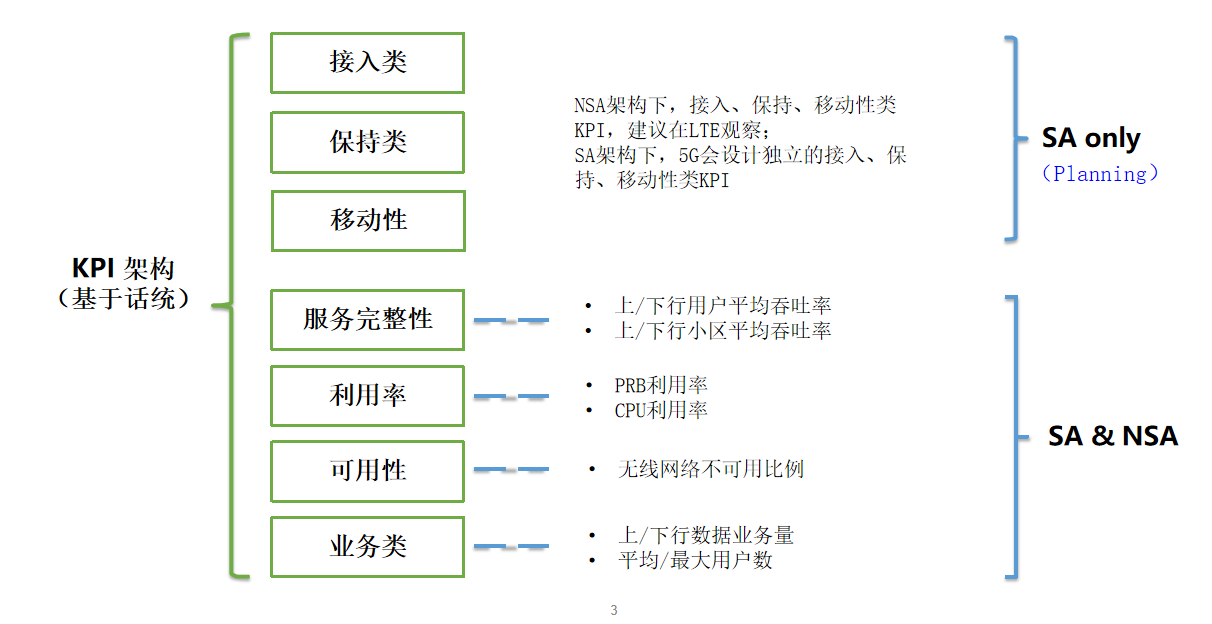 接入类
保持类
移动性
NSA架构下，接入、保持、移动性类
KPI，建议在LTE观察；
SA架构下，5G会设计独立的接入、保
持、移动性类KPI
SA only
（Planning）
KPI 架构
（基于话统）
服务完整性
• 上/下行用户平均吞吐率
• 上/下行小区平均吞吐率
利用率
• PRB利用率
• CPU利用率
可用性
• 无线网络不可用比例
业务类
• 上/下行数据业务量
• 平均/最大用户数
SA & NSA
3